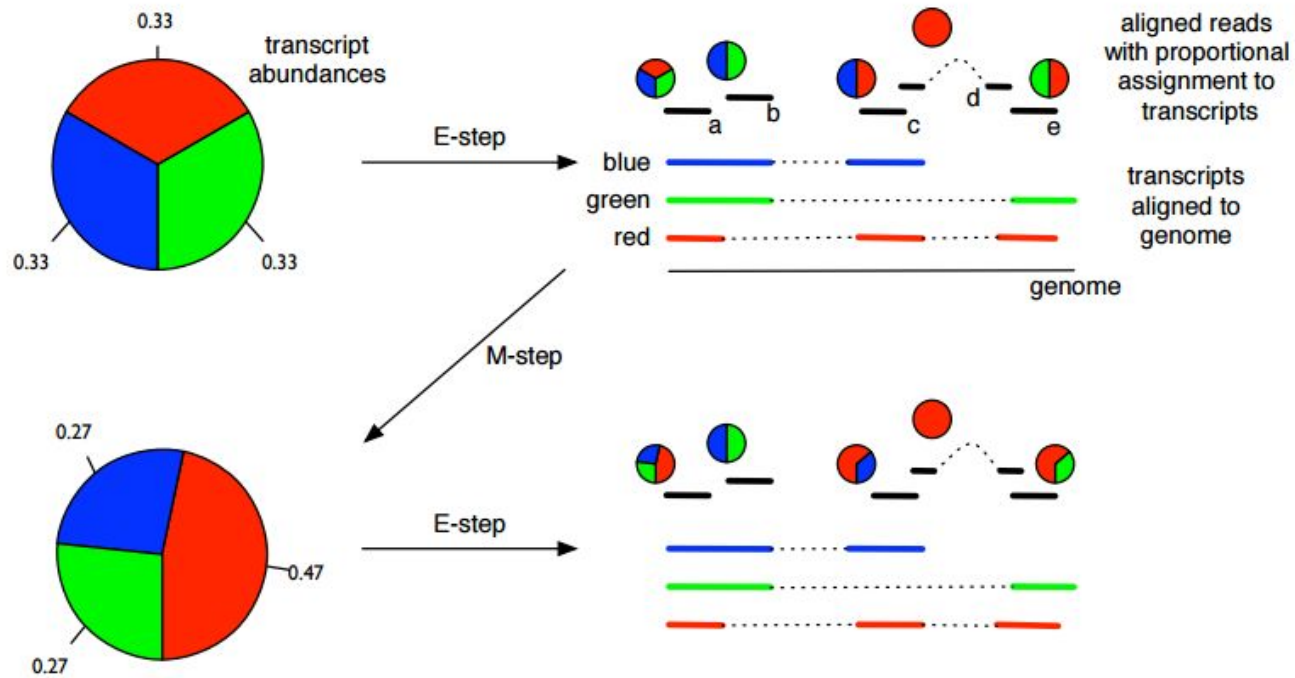 0.33
transcript
abundances
0.33
0.33
E-step
aligned reads
with proportional
assignment to
transcripts
a
b
c
d
e
blue
green
red
transcripts
aligned to
genome
genome
M-step
0.27
0.47
0.27
E-step